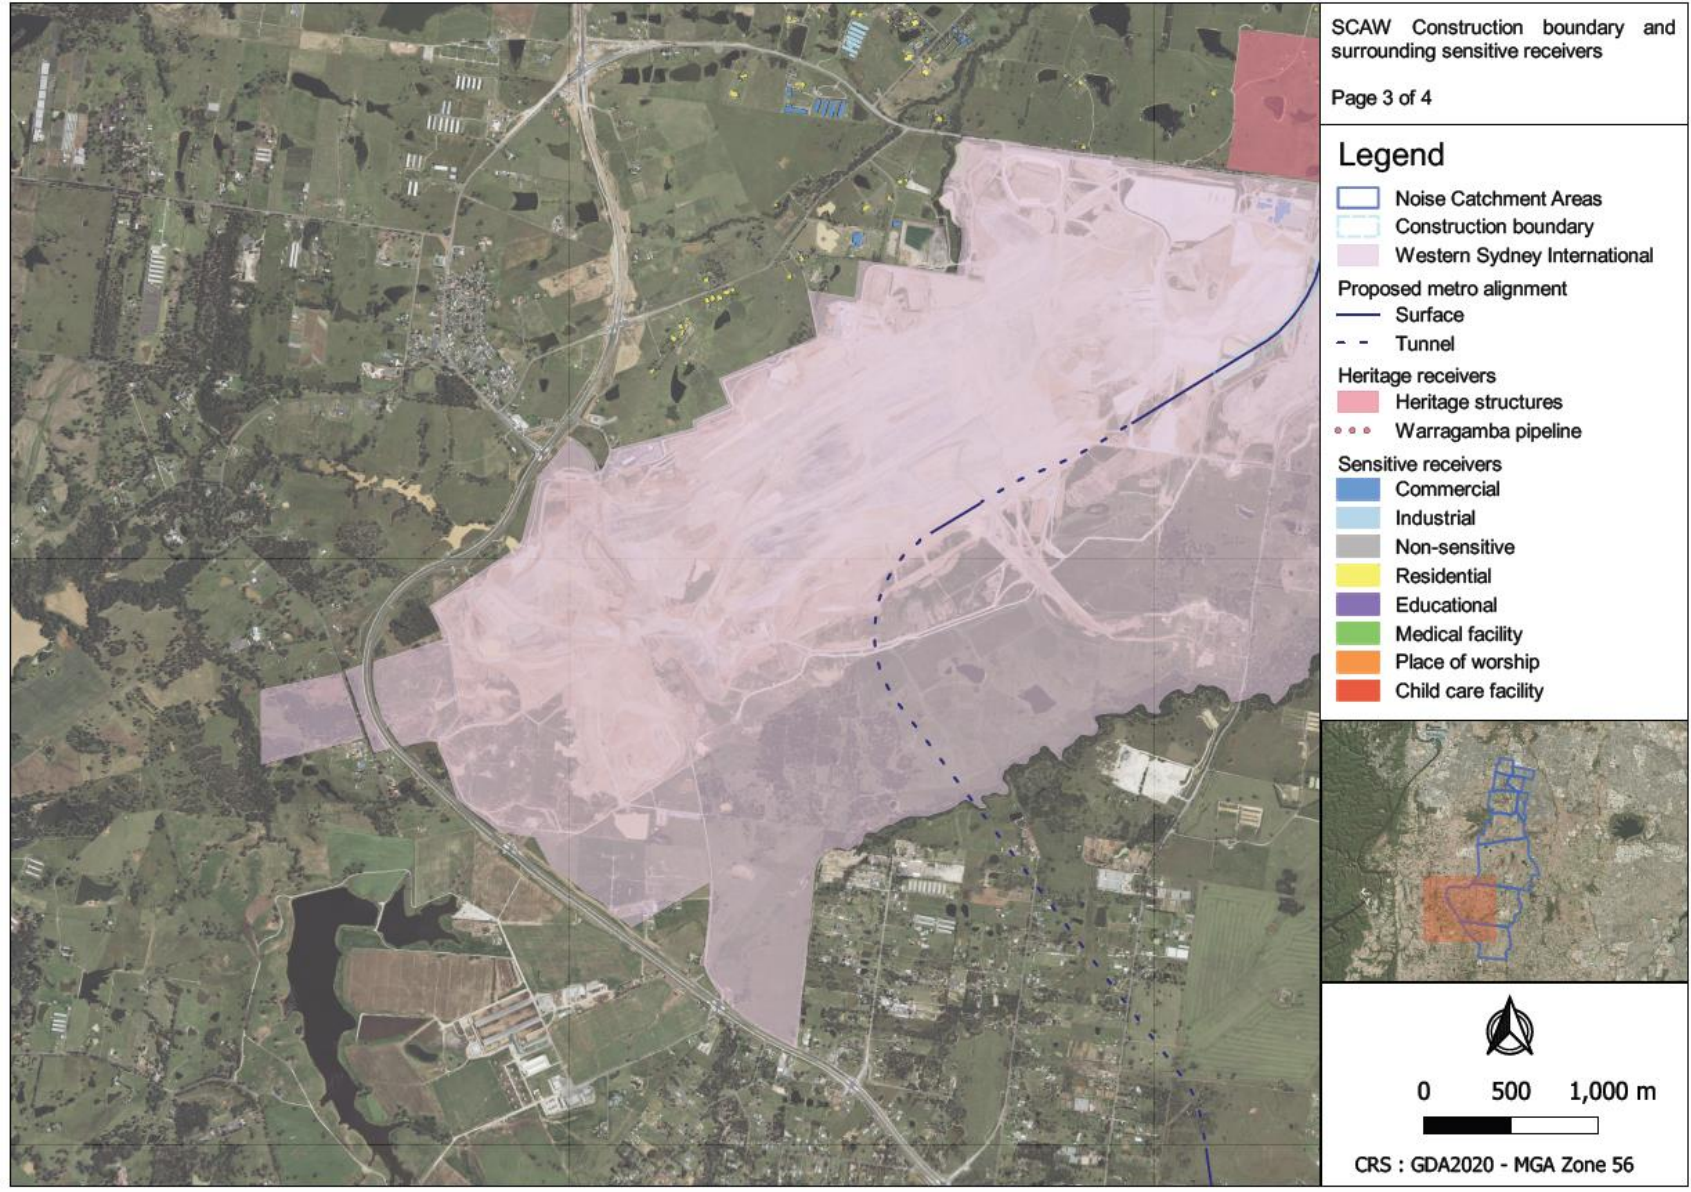 SCAW Construction boundary and
surrounding sensitive receivers
Page 3 of 4
Legend
Noise Catchment Areas
Construction boundary
Western Sydney International
Proposed metro alignment
Surface
Tunnel
Heritage receivers
Heritage structures
Warragamba pipeline
Sensitive receivers
Commercial
Industrial
Non-sensitive
Residential
Educational
Medical facility
Place of worship
Child care facility
0 500 1,000 m
CRS : GDA2020 - MGA Zone 56